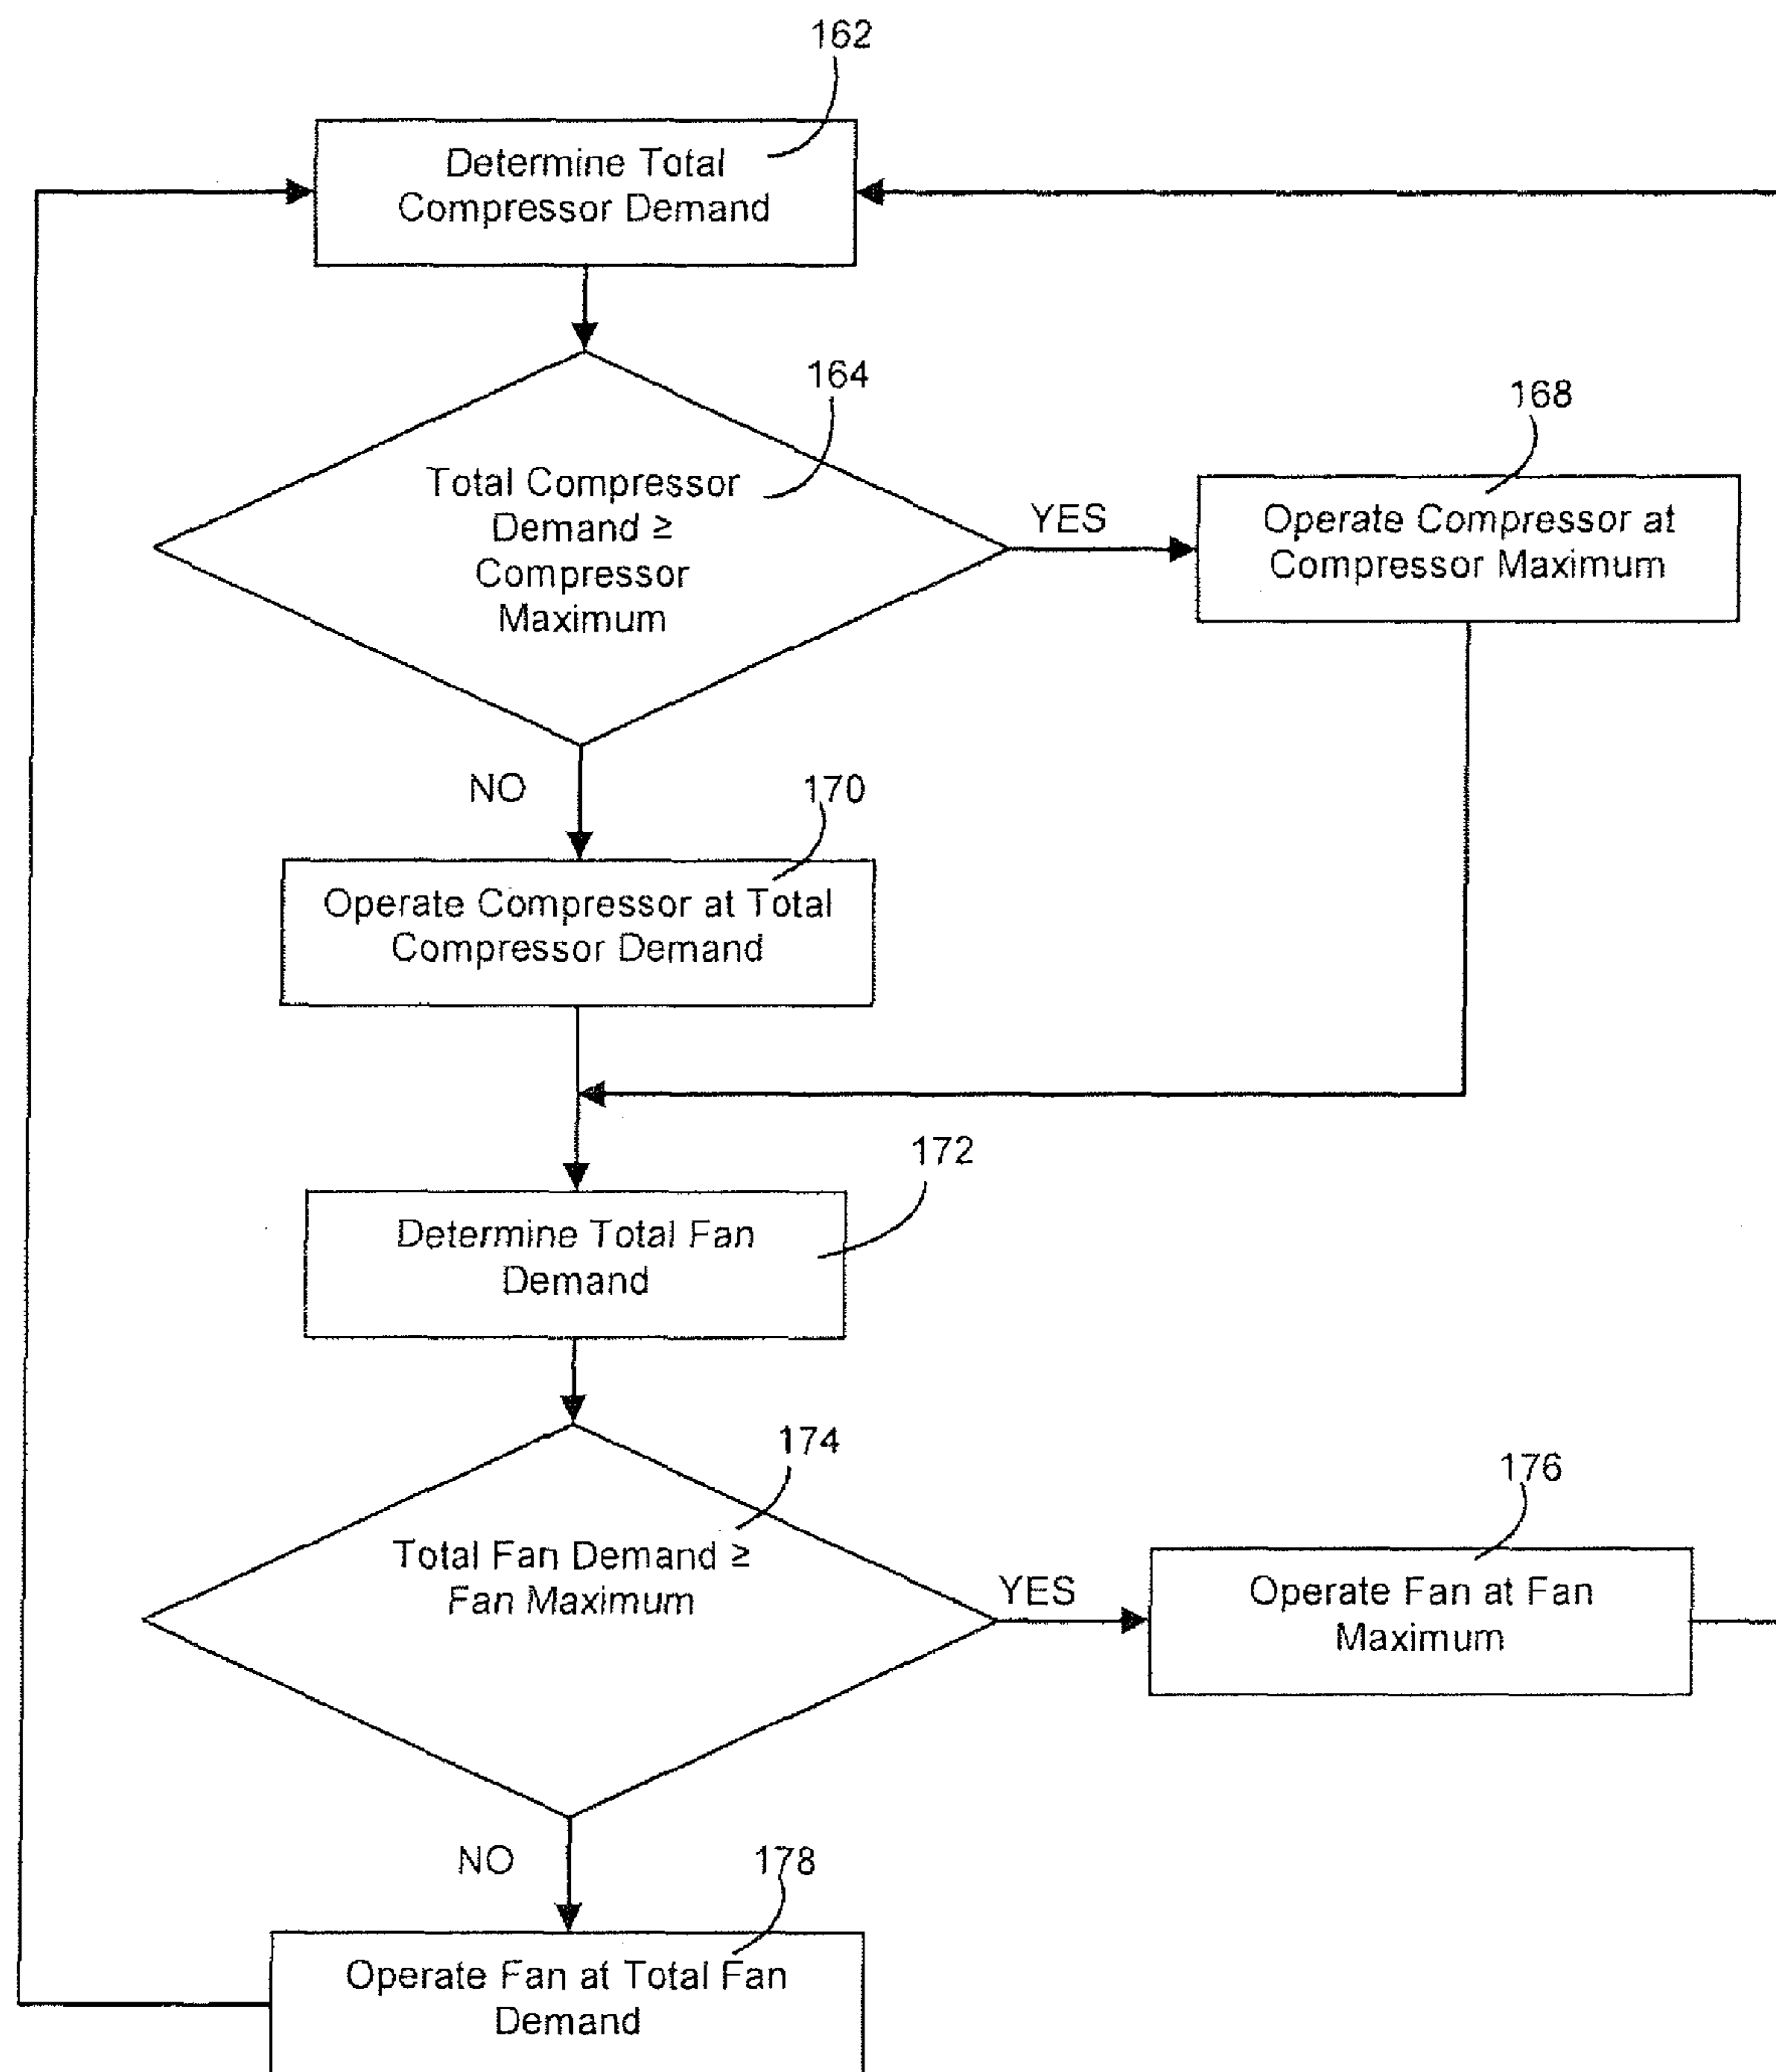 162
Determine Total
Compressor Demand
164
Total Compressor
Demand ≥
Compressor
Maximum
YES
168
Operate Compressor at
Compressor Maximum
NO
170
Operate Compressor at Total
Compressor Demand
172
Determine Total Fan
Demand
174
Total Fan Demand ≥
Fan Maximum
YES
176
Operate Fan at Fan
Maximum
NO
178
Operate Fan at Total Fan
Demand